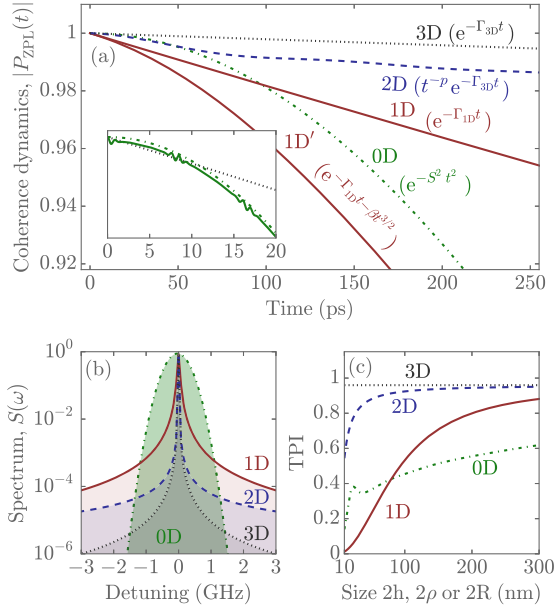 Coherence dynamics, |P_ZPL(t)|
1
0.98
0.96
0.94
0.92
(a)
3D (e^{−Γ_3D t})
2D (t^{−p} e^{−Γ_3D t})
1D
(e^{−Γ_1D t})
0D
(e^{−S² t²})
1D′
(e^{−Γ_1D t−βt^{3/2}})
0 5 10 15 20
0 50 100 150 200 250
Time (ps)
Spectrum, S(ω)
10^0
10^{−2}
10^{−4}
10^{−6}
(b)
1D
2D
3D
0D
−3 −2 −1 0 1 2 3
Detuning (GHz)
TPI
1
0.8
0.6
0.4
0.2
0
(c)
3D
2D
0D
1D
10 100 200 300
Size 2h, 2ρ or 2R (nm)